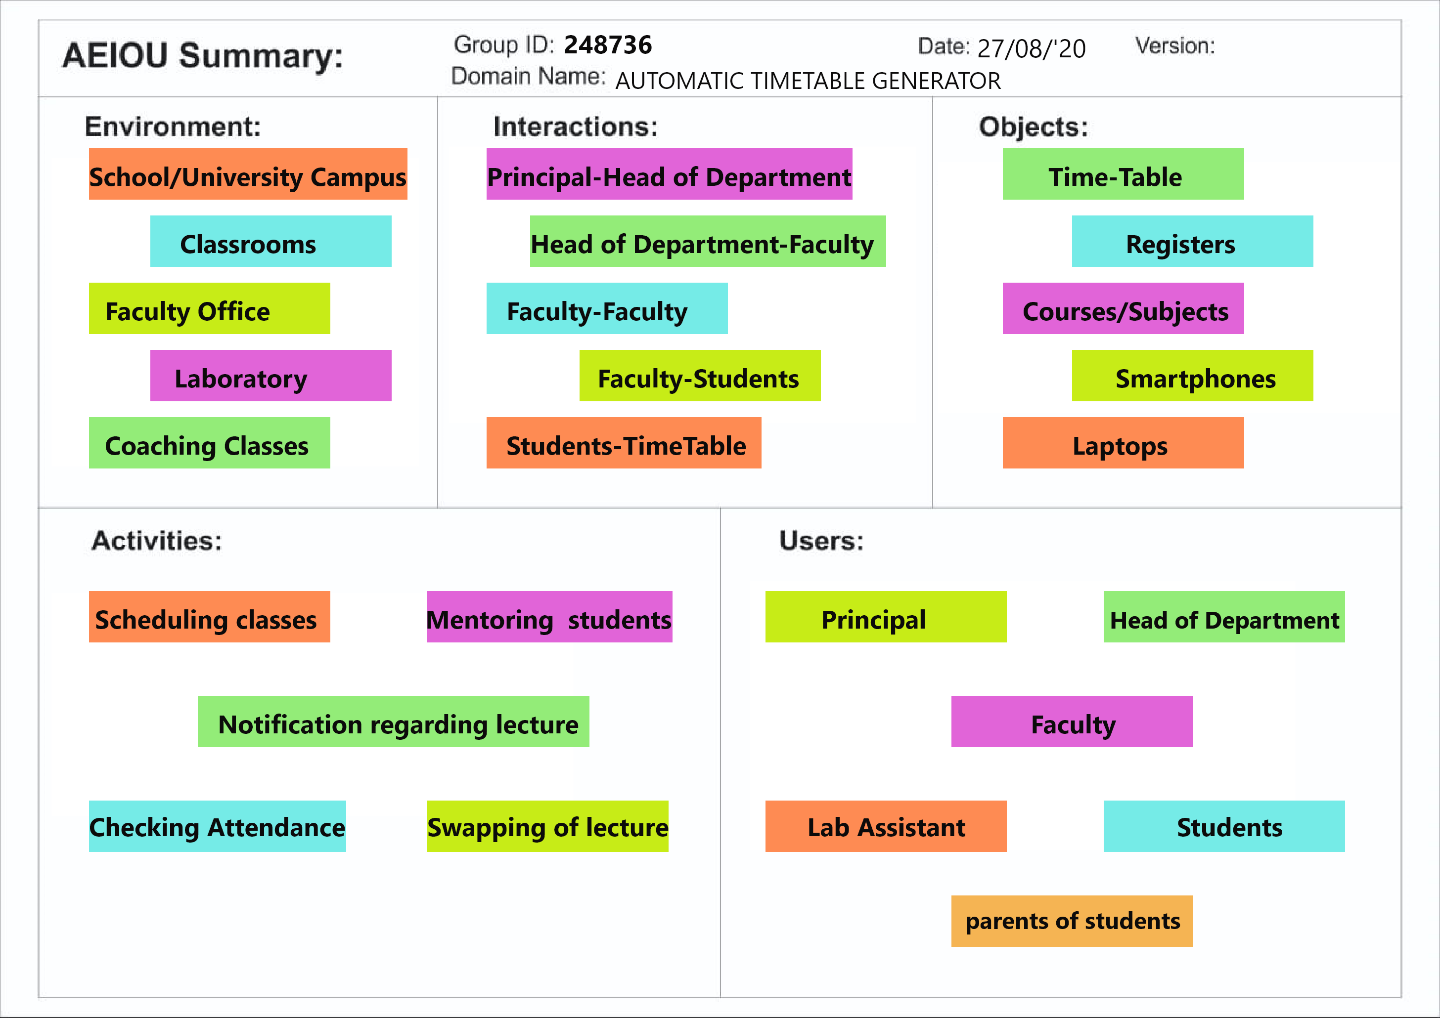 AEIOU Summary:
Group ID: 248736
Date: 27/08/'20
Version:
Domain Name: AUTOMATIC TIMETABLE GENERATOR
Environment:
School/University Campus
Classrooms
Faculty Office
Laboratory
Coaching Classes
Interactions:
Principal-Head of Department
Head of Department-Faculty
Faculty-Faculty
Faculty-Students
Students-TimeTable
Objects:
Time-Table
Registers
Courses/Subjects
Smartphones
Laptops
Activities:
Scheduling classes
Mentoring students
Notification regarding lecture
Checking Attendance
Swapping of lecture
Users:
Principal
Head of Department
Faculty
Lab Assistant
Students
parents of students